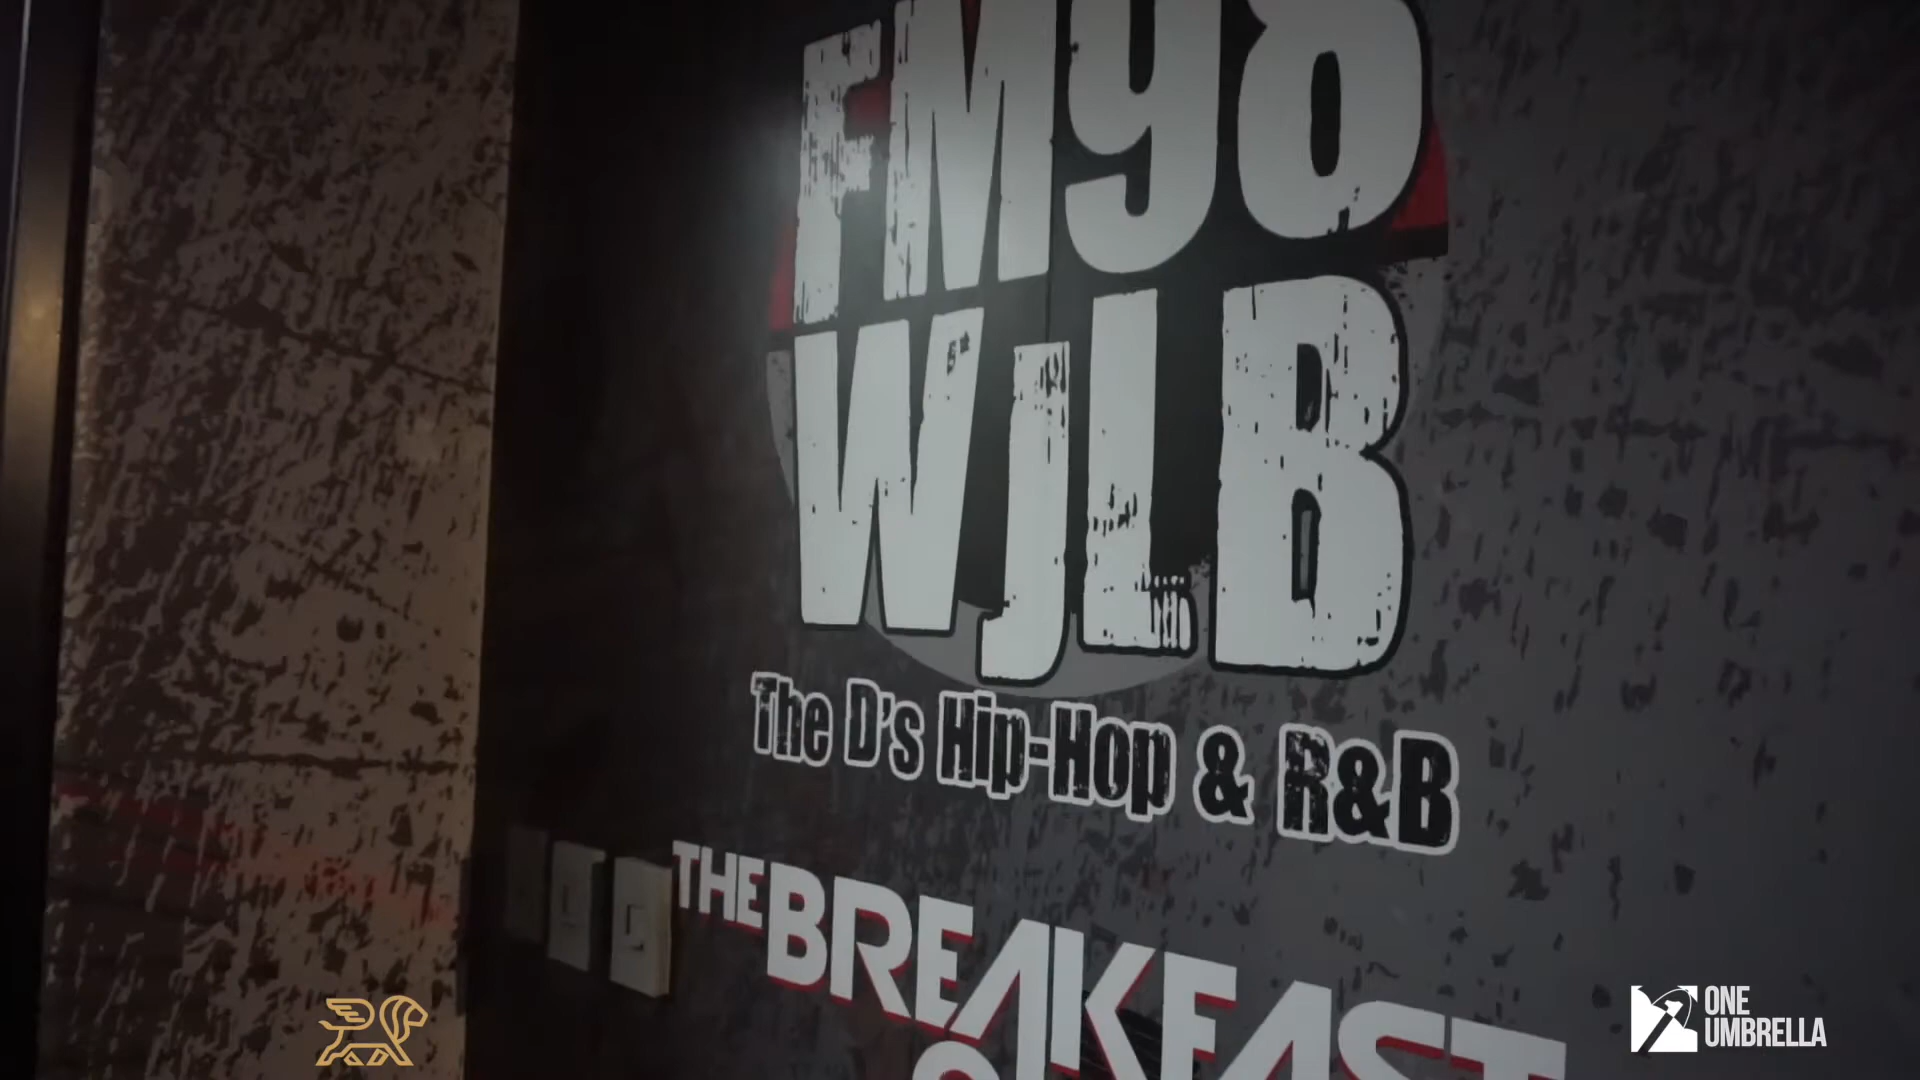 FM98
WJLB
The D's Hip-Hop & R&B
THE BREAKFAST
ONE
UMBRELLA